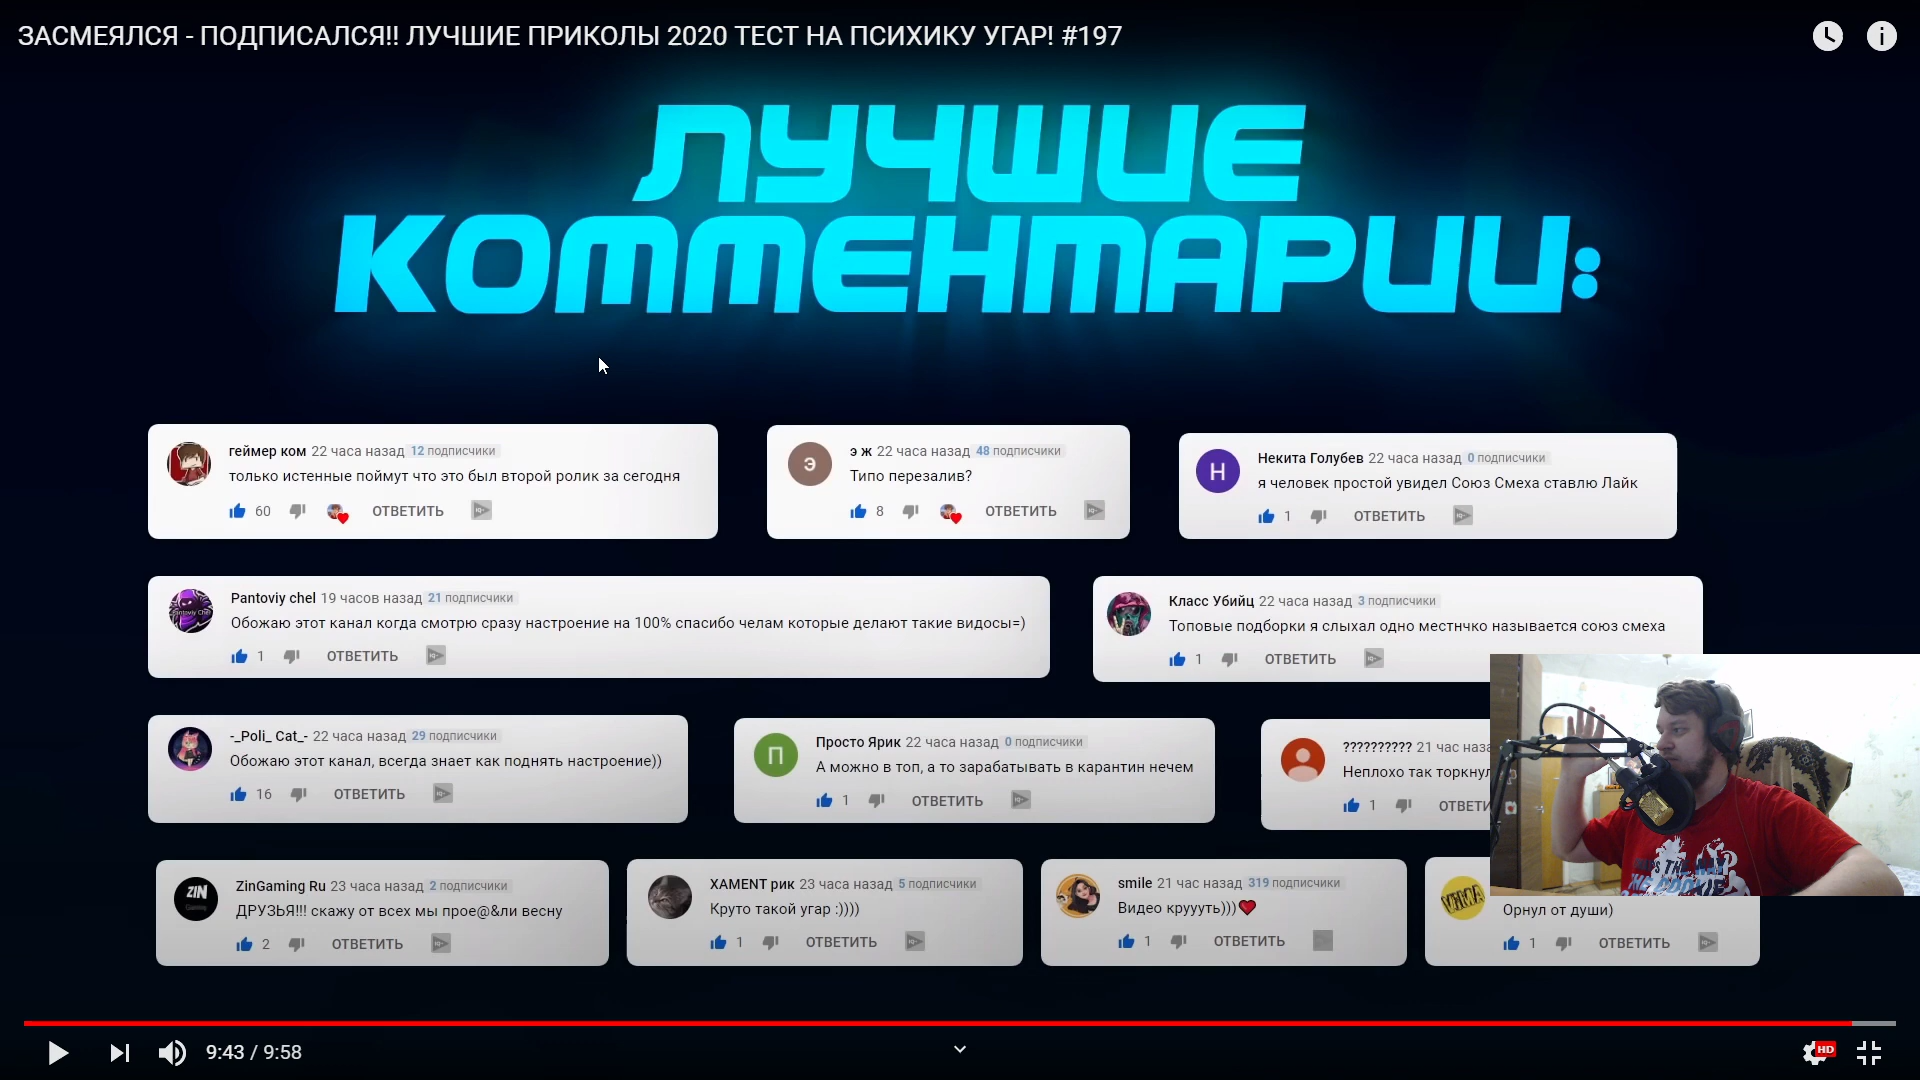 ЗАСМЕЯЛСЯ - ПОДПИСАЛСЯ!! ЛУЧШИЕ ПРИКОЛЫ 2020 ТЕСТ НА ПСИХИКУ УГАР! #197
ЛУЧШИЕ
КОММЕНТАРИИ:
геймер ком 22 часа назад 12 подписчики
только истенные поймут что это был второй ролик за сегодня
60 ОТВЕТИТЬ
Э
э ж 22 часа назад 48 подписчики
Типо перезалив?
8 ОТВЕТИТЬ
Н
Некита Голубев 22 часа назад 0 подписчики
я человек простой увидел Союз Смеха ставлю Лайк
1 ОТВЕТИТЬ
Pantoviy Chel
Pantoviy chel 19 часов назад 21 подписчики
Обожаю этот канал когда смотрю сразу настроение на 100% спасибо челам которые делают такие видосы=)
1 ОТВЕТИТЬ
Класс Убийц 22 часа назад 3 подписчики
Топовые подборки я слыхал одно местнчко называется союз смеха
1 ОТВЕТИТЬ
-_Poli_ Cat_- 22 часа назад 29 подписчики
Обожаю этот канал, всегда знает как поднять настроение))
16 ОТВЕТИТЬ
П
Просто Ярик 22 часа назад 0 подписчики
А можно в топ, а то зарабатывать в карантин нечем
1 ОТВЕТИТЬ
?????????? 21 час наза
Неплохо так торкнул
1 ОТВЕТИ
ZIN
Gaming
ZinGaming Ru 23 часа назад 2 подписчики
ДРУЗЬЯ!!! скажу от всех мы прое@&ли весну
2 ОТВЕТИТЬ
XAMENT рик 23 часа назад 5 подписчики
Круто такой угар :))))
1 ОТВЕТИТЬ
smile 21 час назад 319 подписчики
Видео круууть)))❤
1 ОТВЕТИТЬ
Орнул от души)
1 ОТВЕТИТЬ
9:43 / 9:58
HD